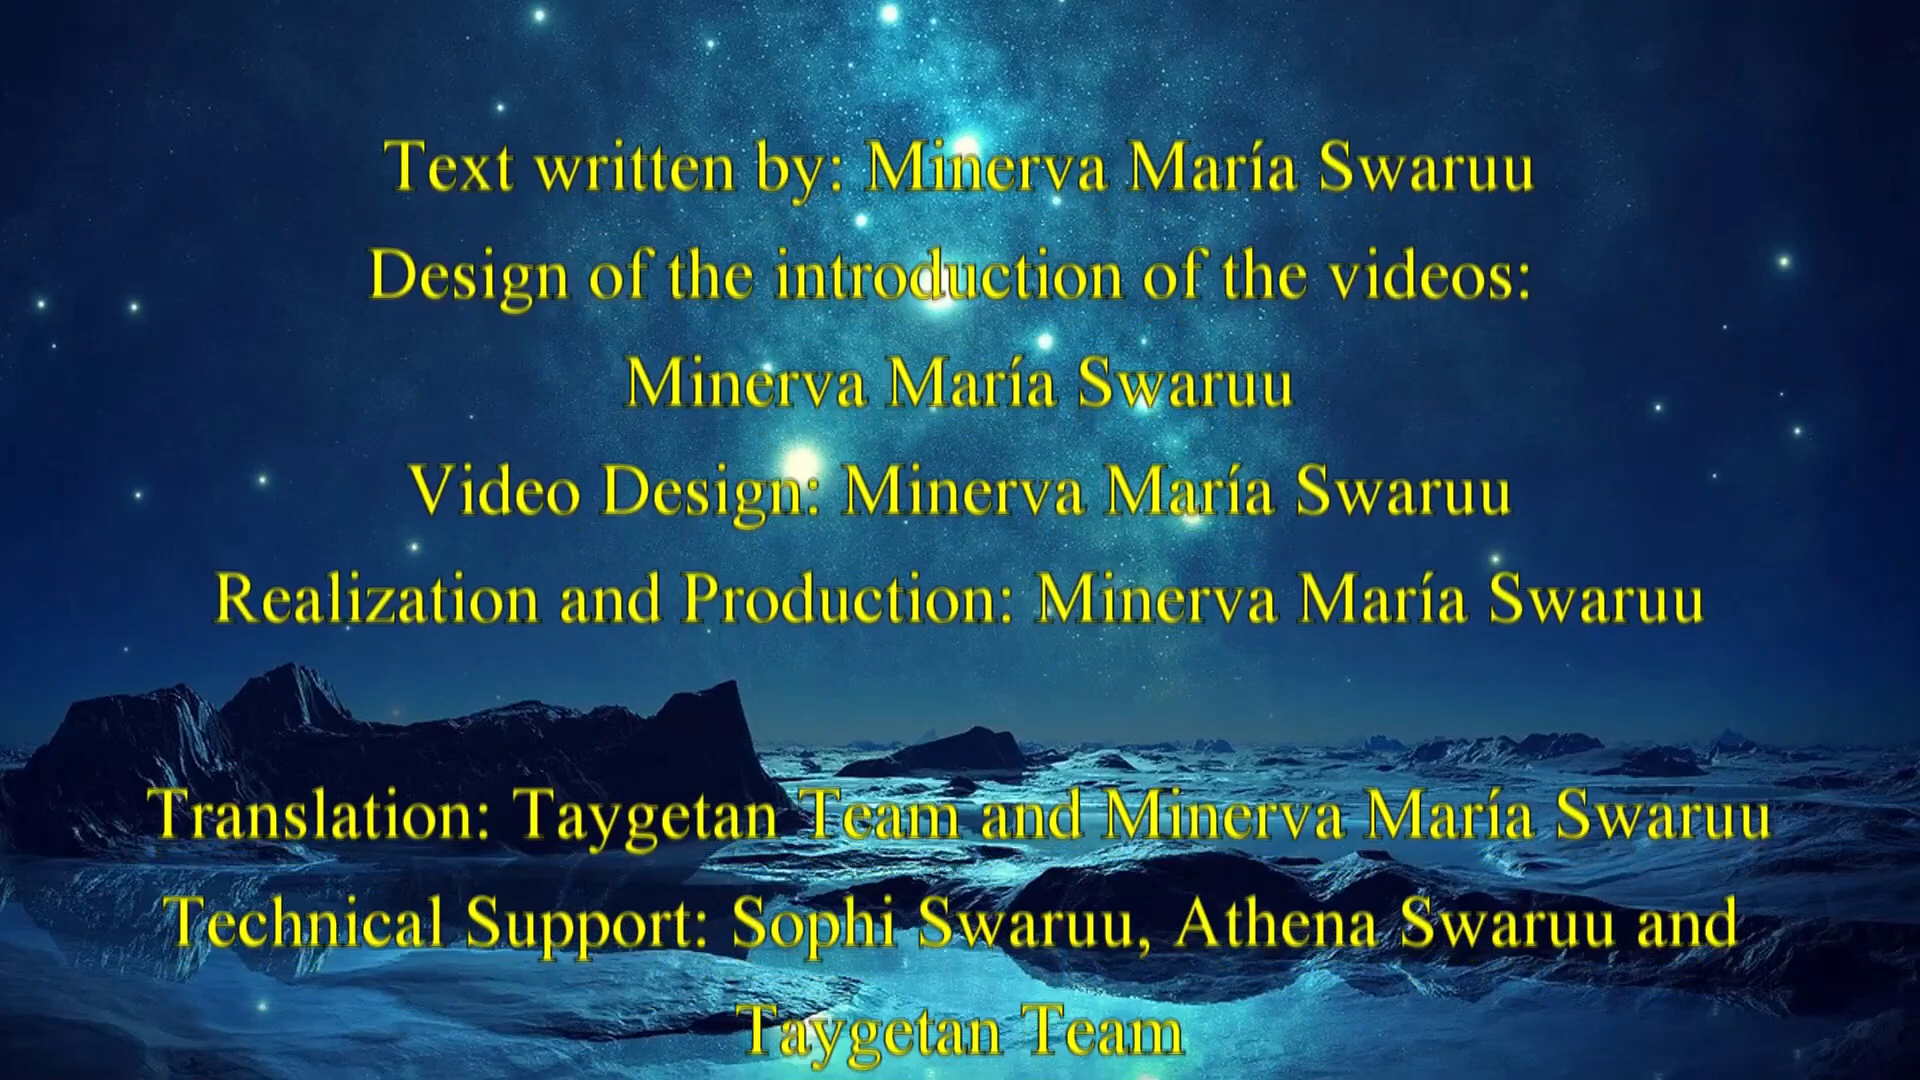 Text written by: Minerva María Swaruu
Design of the introduction of the videos:
Minerva María Swaruu
Video Design: Minerva María Swaruu
Realization and Production: Minerva María Swaruu
Translation: Taygetan Team and Minerva María Swaruu
Technical Support: Sophi Swaruu, Athena Swaruu and
Taygetan Team